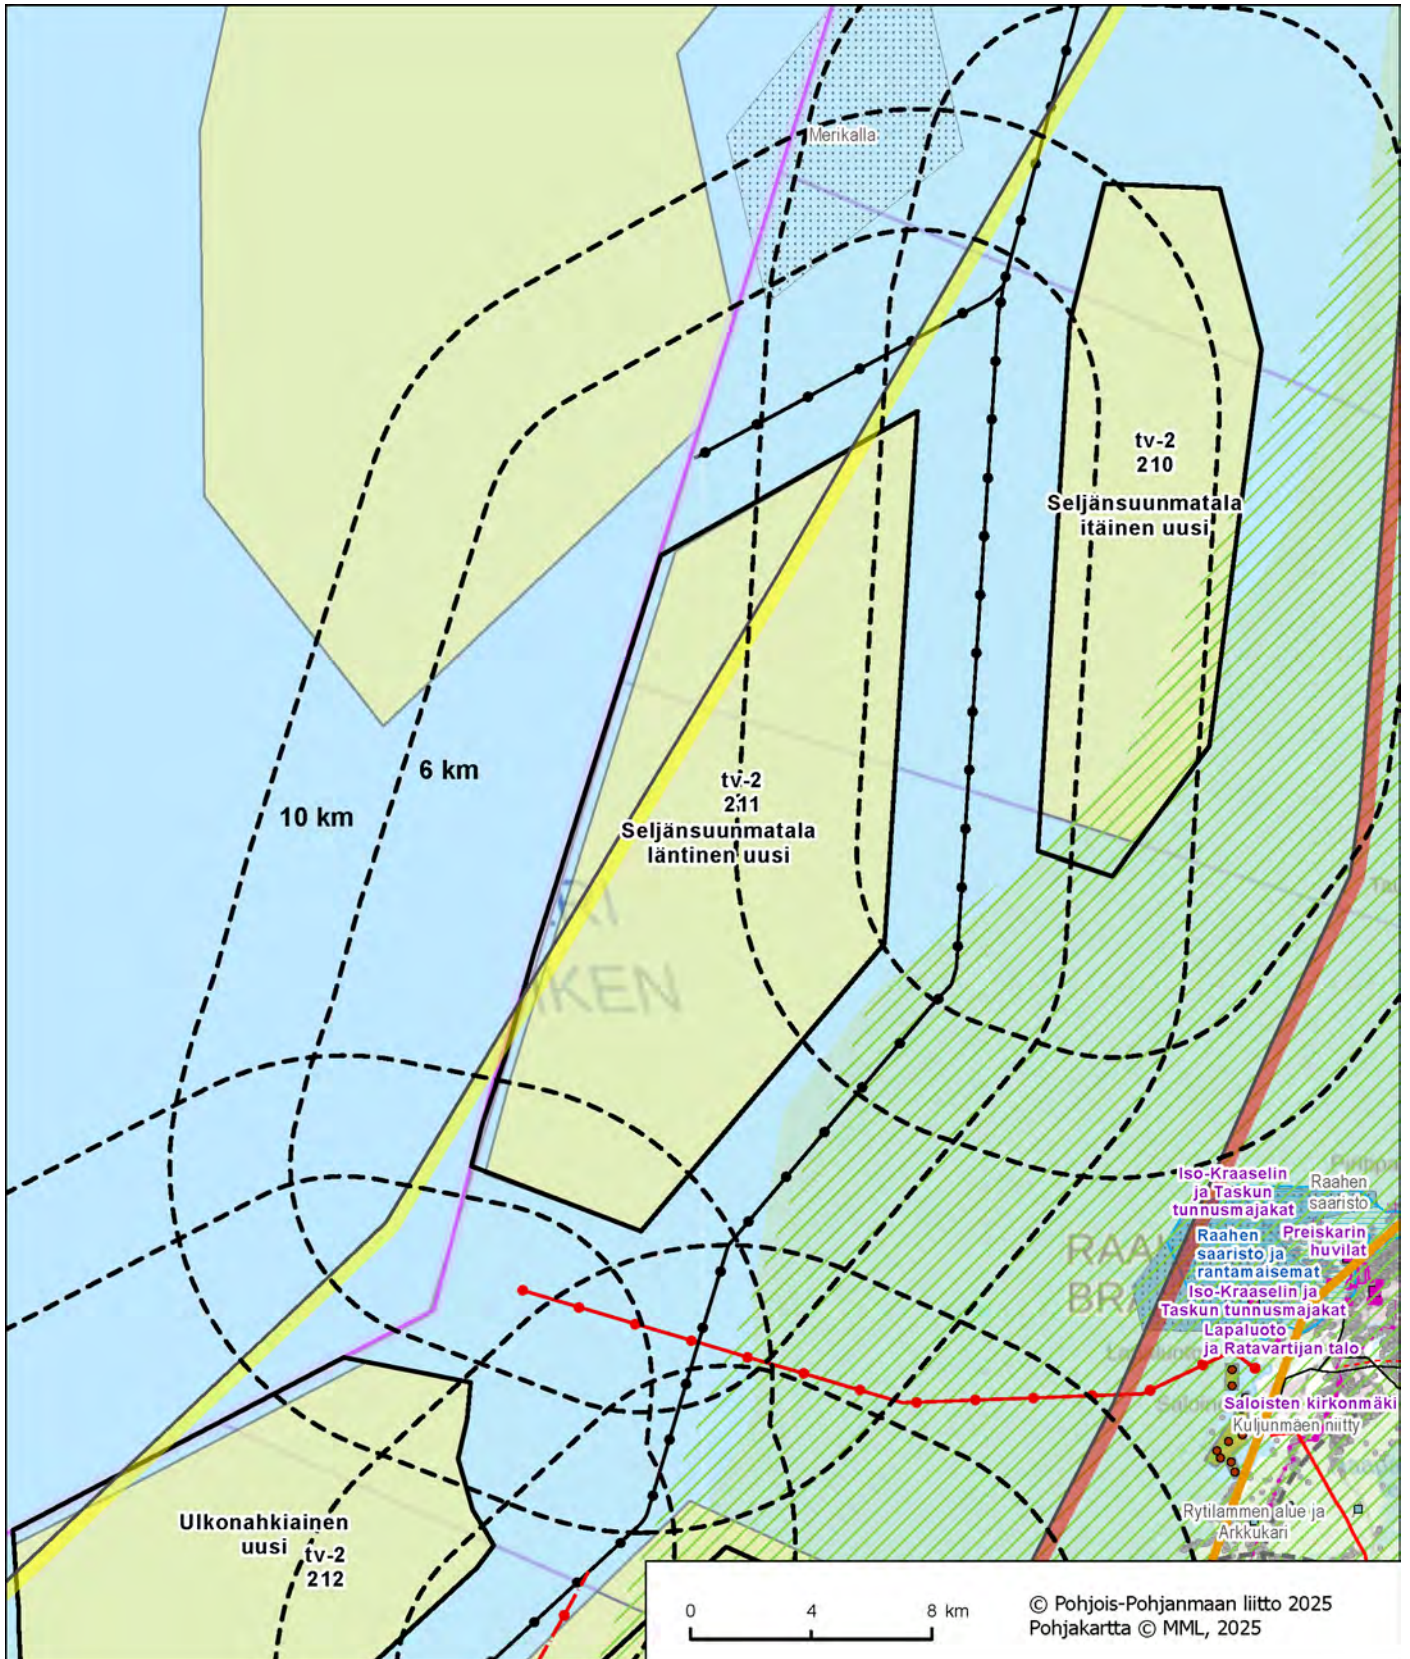 Merikalla
tv-2
210
Seljänsuunmatala
itäinen uusi
6 km
10 km
tv-2
211
Seljänsuunmatala
läntinen uusi
IKEN
Iso-Kraaselin
ja Taskun
tunnusmajakat
Raahen
saaristo
Raahen
saaristo ja
rantamaisemat
Preiskarin
huvilat
Iso-Kraaselin ja
Taskun tunnusmajakat
Lapaluoto
ja Ratavartijan talo
Saloisten kirkonmäki
Kuljunmäen niitty
Rytilammen alue ja
Arkkukari
Ulkonahkiainen
uusi
tv-2
212
0 4 8 km
© Pohjois-Pohjanmaan liitto 2025
Pohjakartta © MML, 2025